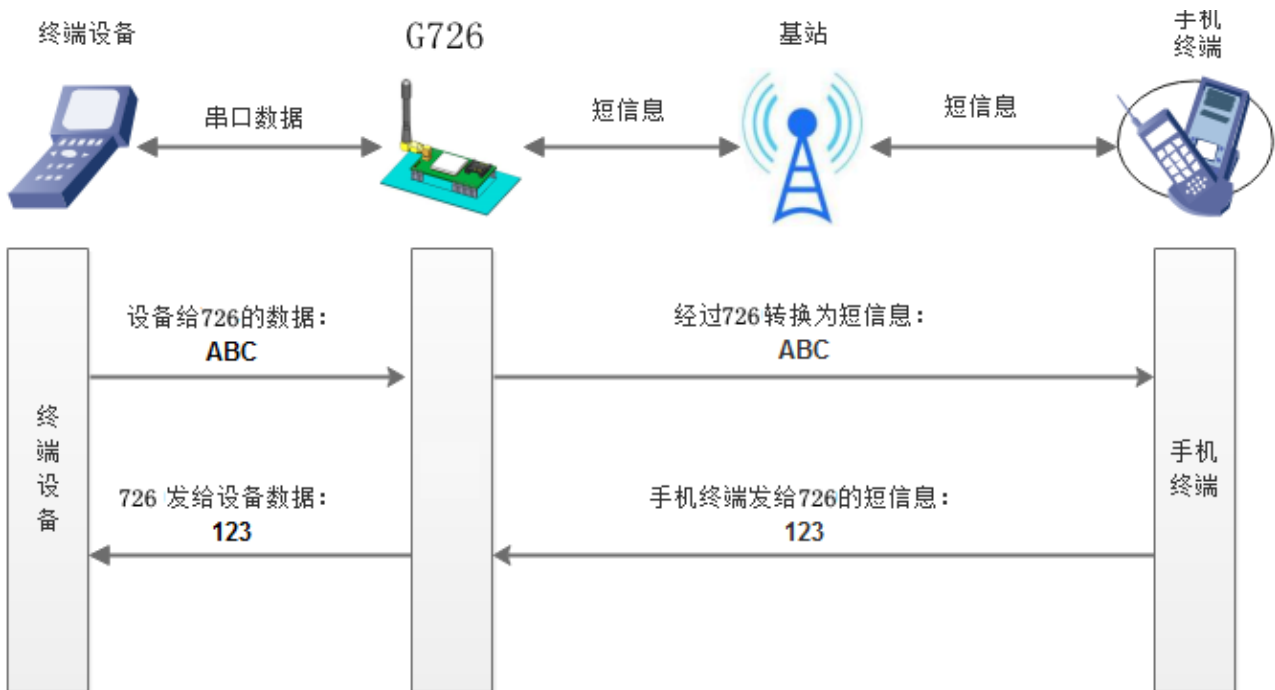 终端设备
G726
基站
手机
终端
串口数据
短信息
短信息
设备给726的数据：
ABC
经过726转换为短信息：
ABC
终
端
设
备
手机
终端
726 发给设备数据：
123
手机终端发给726的短信息：
123